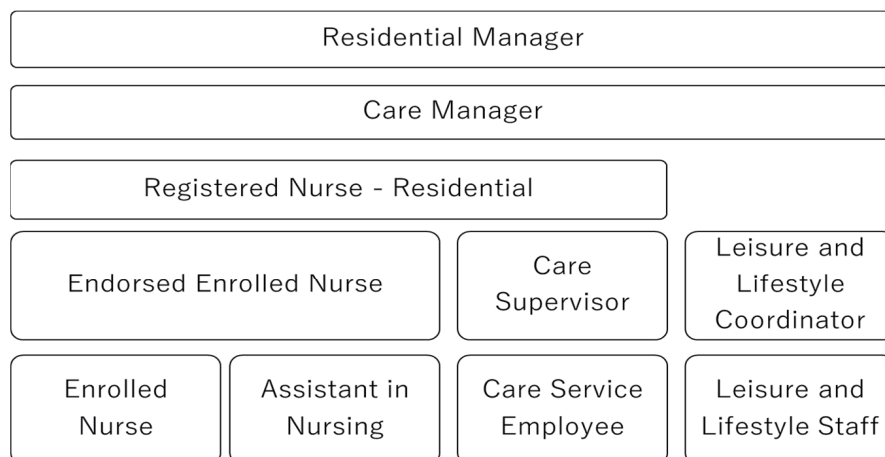 Residential Manager
Care Manager
Registered Nurse - Residential
Endorsed Enrolled Nurse
Care
Supervisor
Leisure and
Lifestyle
Coordinator
Enrolled
Nurse
Assistant in
Nursing
Care Service
Employee
Leisure and
Lifestyle Staff